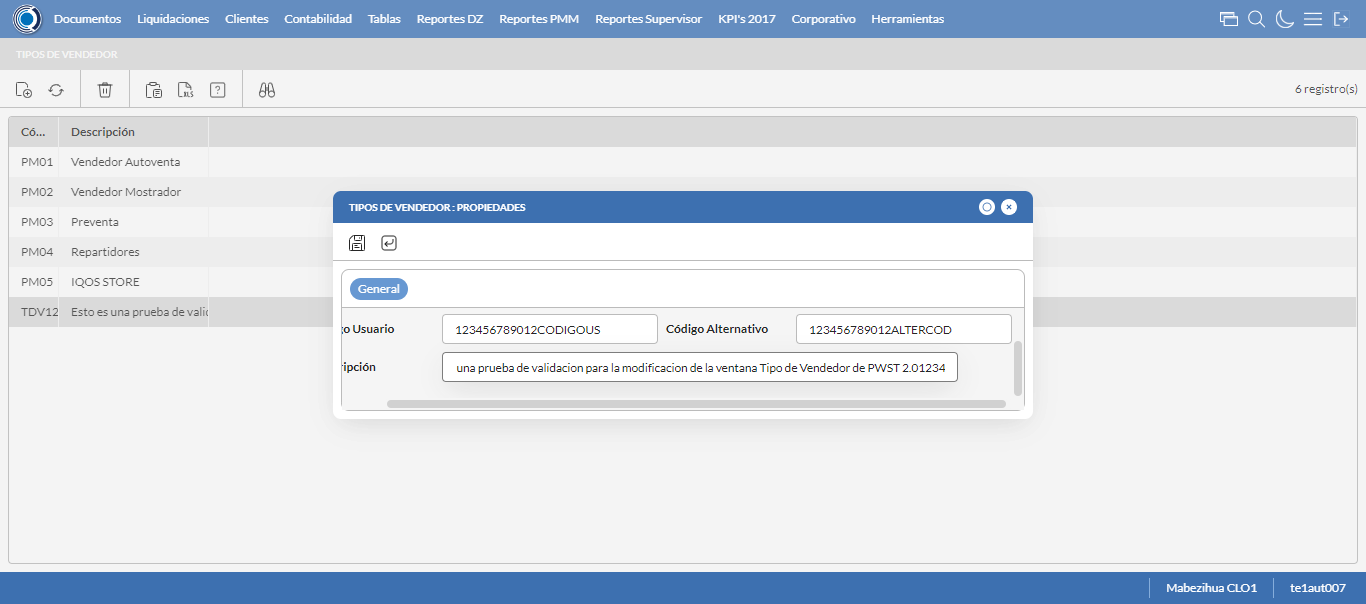 Documentos Liquidaciones Clientes Contabilidad Tablas Reportes DZ Reportes PMM Reportes Supervisor KPI's 2017 Corporativo Herramientas
TIPOS DE VENDEDOR
XLS ? 6 registro(s)
Có... Descripción
PM01 Vendedor Autoventa
PM02 Vendedor Mostrador
PM03 Preventa
PM04 Repartidores
PM05 IQOS STORE
TDV12 Esto es una prueba de valid
TIPOS DE VENDEDOR : PROPIEDADES
General
go Usuario 123456789012CODIGOUS Código Alternativo 123456789012ALTERCOD
ripción una prueba de validacion para la modificacion de la ventana Tipo de Vendedor de PWST 2.01234
Mabezihua CLO1 te1aut007